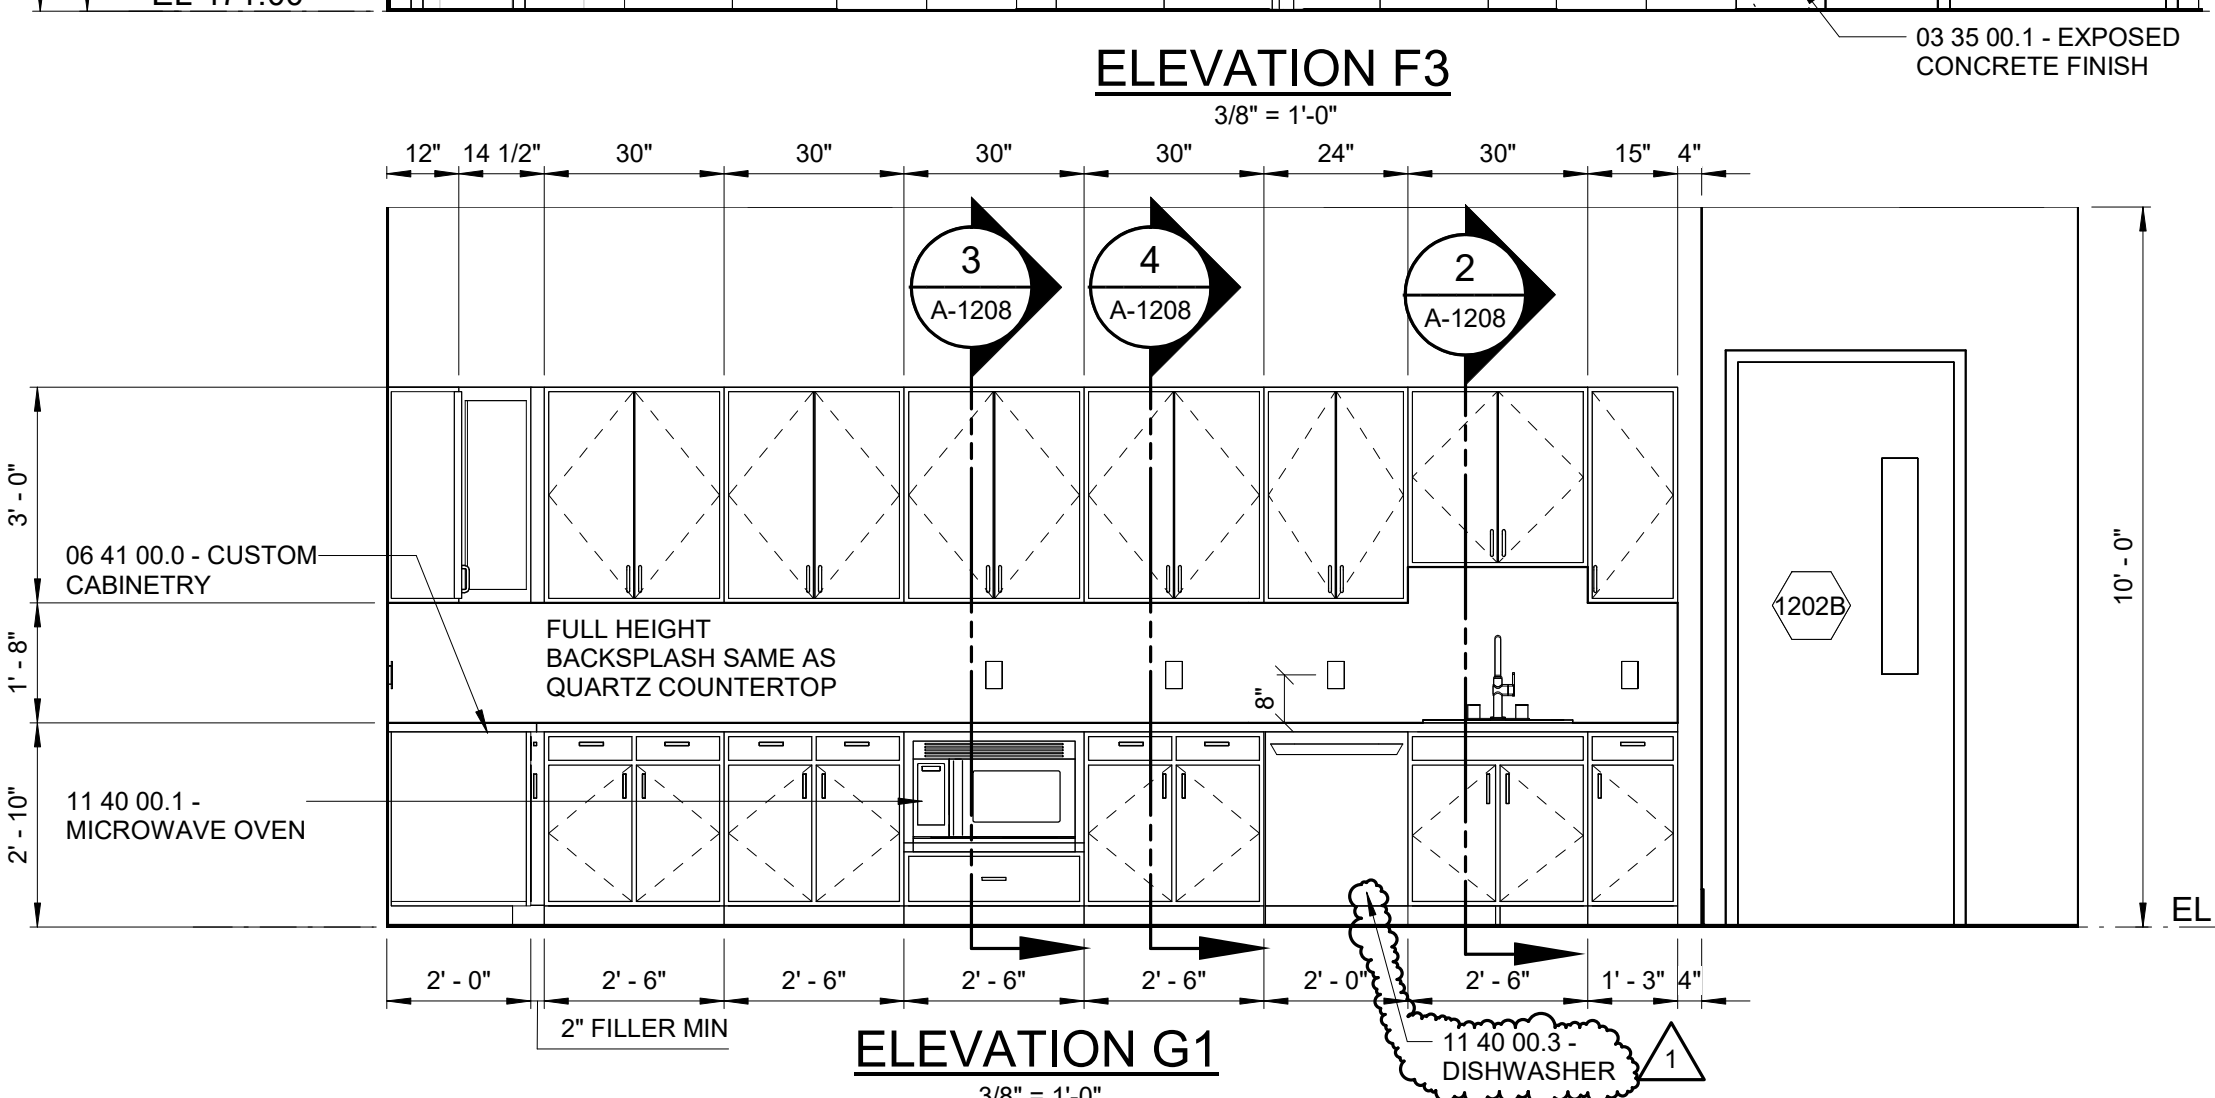 03 35 00.1 - EXPOSED
CONCRETE FINISH
ELEVATION F3
3/8" = 1'-0"
12" 14 1/2" 30" 30" 30" 30" 24" 30" 15" 4"
3
A-1208
4
A-1208
2
A-1208
3' - 0"
1' - 8"
2' - 10"
06 41 00.0 - CUSTOM
CABINETRY
FULL HEIGHT
BACKSPLASH SAME AS
QUARTZ COUNTERTOP
8"
1202B
10' - 0"
11 40 00.1 -
MICROWAVE OVEN
EL
2' - 0" 2' - 6" 2' - 6" 2' - 6" 2' - 6" 2' - 0" 2' - 6" 1' - 3" 4"
2" FILLER MIN
11 40 00.3 -
DISHWASHER
1
ELEVATION G1
3/8" = 1'-0"